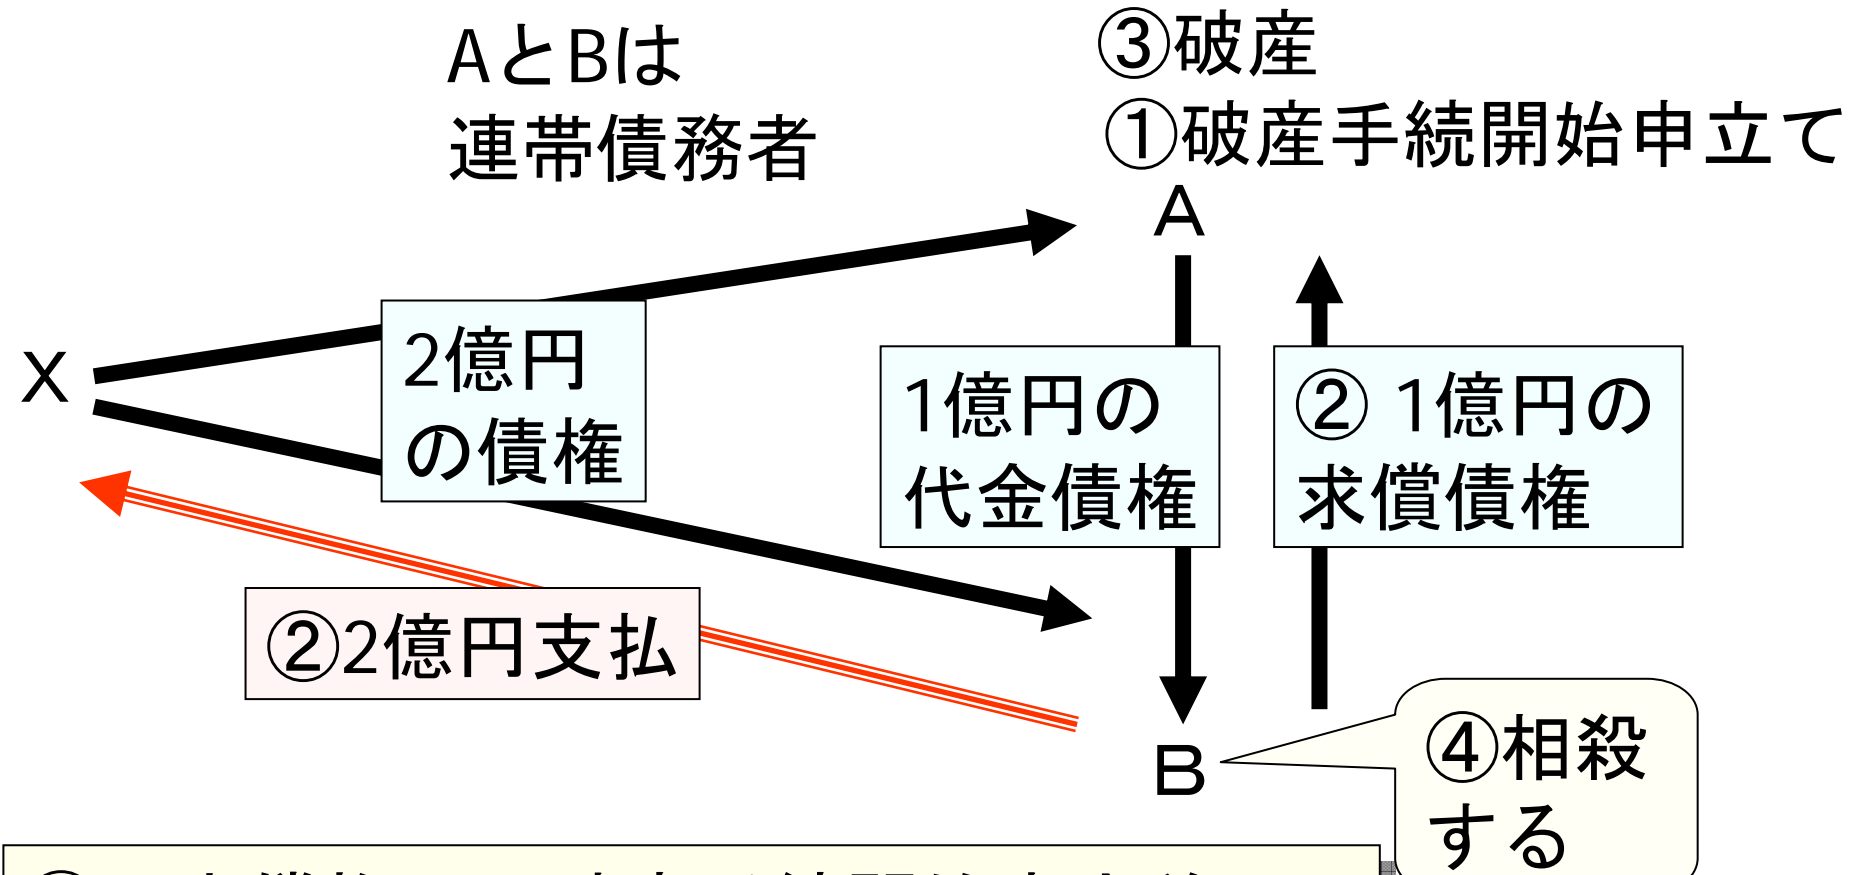 AとBは
連帯債務者
③破産
①破産手続開始申立て
A
X
2億円
の債権
1億円の
代金債権
② 1億円の
求償債権
②2億円支払
B
④相殺
する